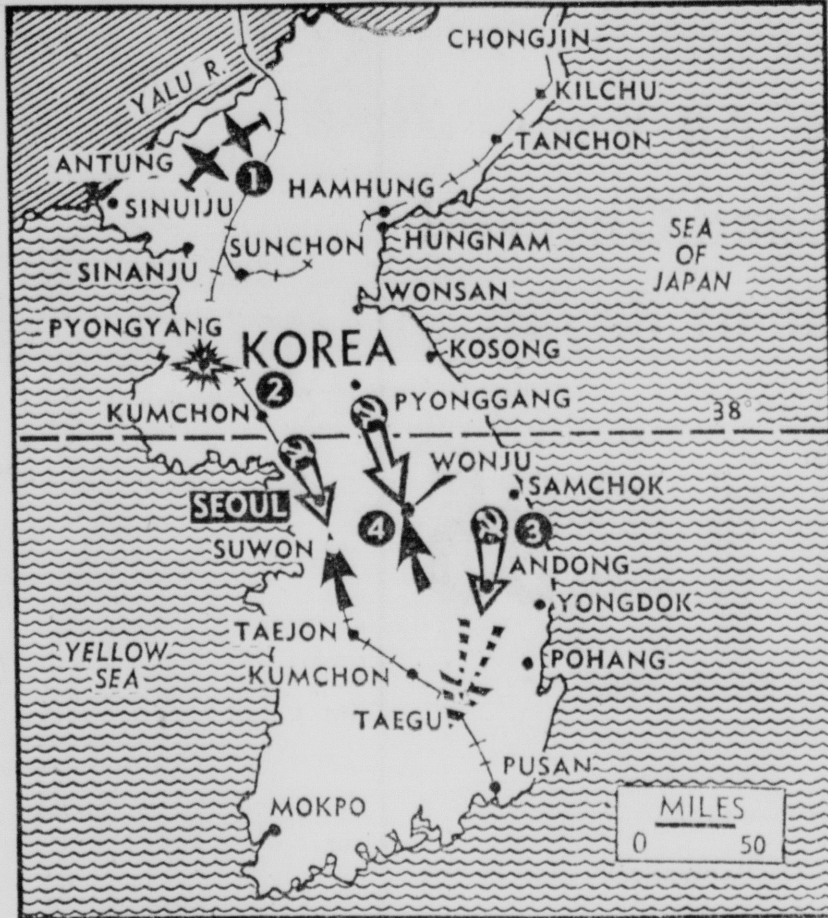 CHONGJIN
YALU R.
KILCHU
TANCHON
ANTUNG
1
HAMHUNG
SINUIJU
SUNCHON
HUNGNAM
SEA
OF
JAPAN
SINANJU
WONSAN
PYONGYANG
KOREA
KOSONG
2
PYONGGANG
KUMCHON
38°
WONJU
SAMCHOK
SEOUL
4
3
SUWON
ANDONG
YONGDOK
TAEJON
YELLOW
SEA
POHANG
KUMCHON
TAEGU
PUSAN
MOKPO
MILES
0 50